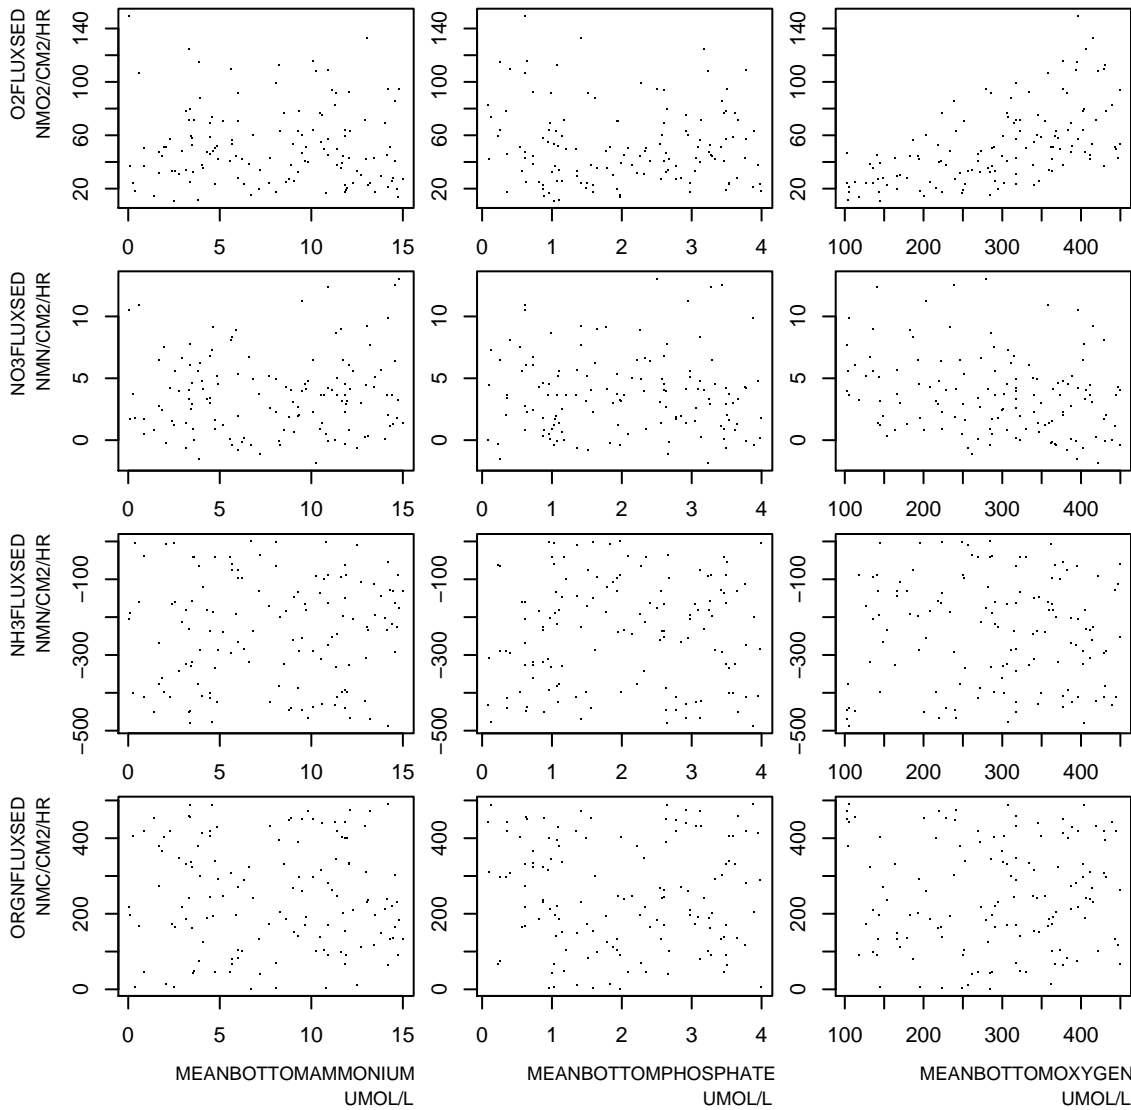 O2FLUXSED
NMO2/CM2/HR
20 60 100 140
0 5 10 15
0 1 2 3 4
100 200 300 400
20 60 100 140
20 60 100 140
NO3FLUXSED
NMN/CM2/HR
0 5 10
0 5 10 15
0 1 2 3 4
100 200 300 400
0 5 10
0 5 10
NH3FLUXSED
NMN/CM2/HR
−500 −300 −100
0 5 10 15
0 1 2 3 4
100 200 300 400
−500 −300 −100
−500 −300 −100
ORGNFLUXSED
NMC/CM2/HR
0 200 400
0 5 10 15
0 1 2 3 4
100 200 300 400
0 200 400
0 200 400
MEANBOTTOMAMMONIUM
UMOL/L
MEANBOTTOMPHOSPHATE
UMOL/L
MEANBOTTOMOXYGEN
UMOL/L